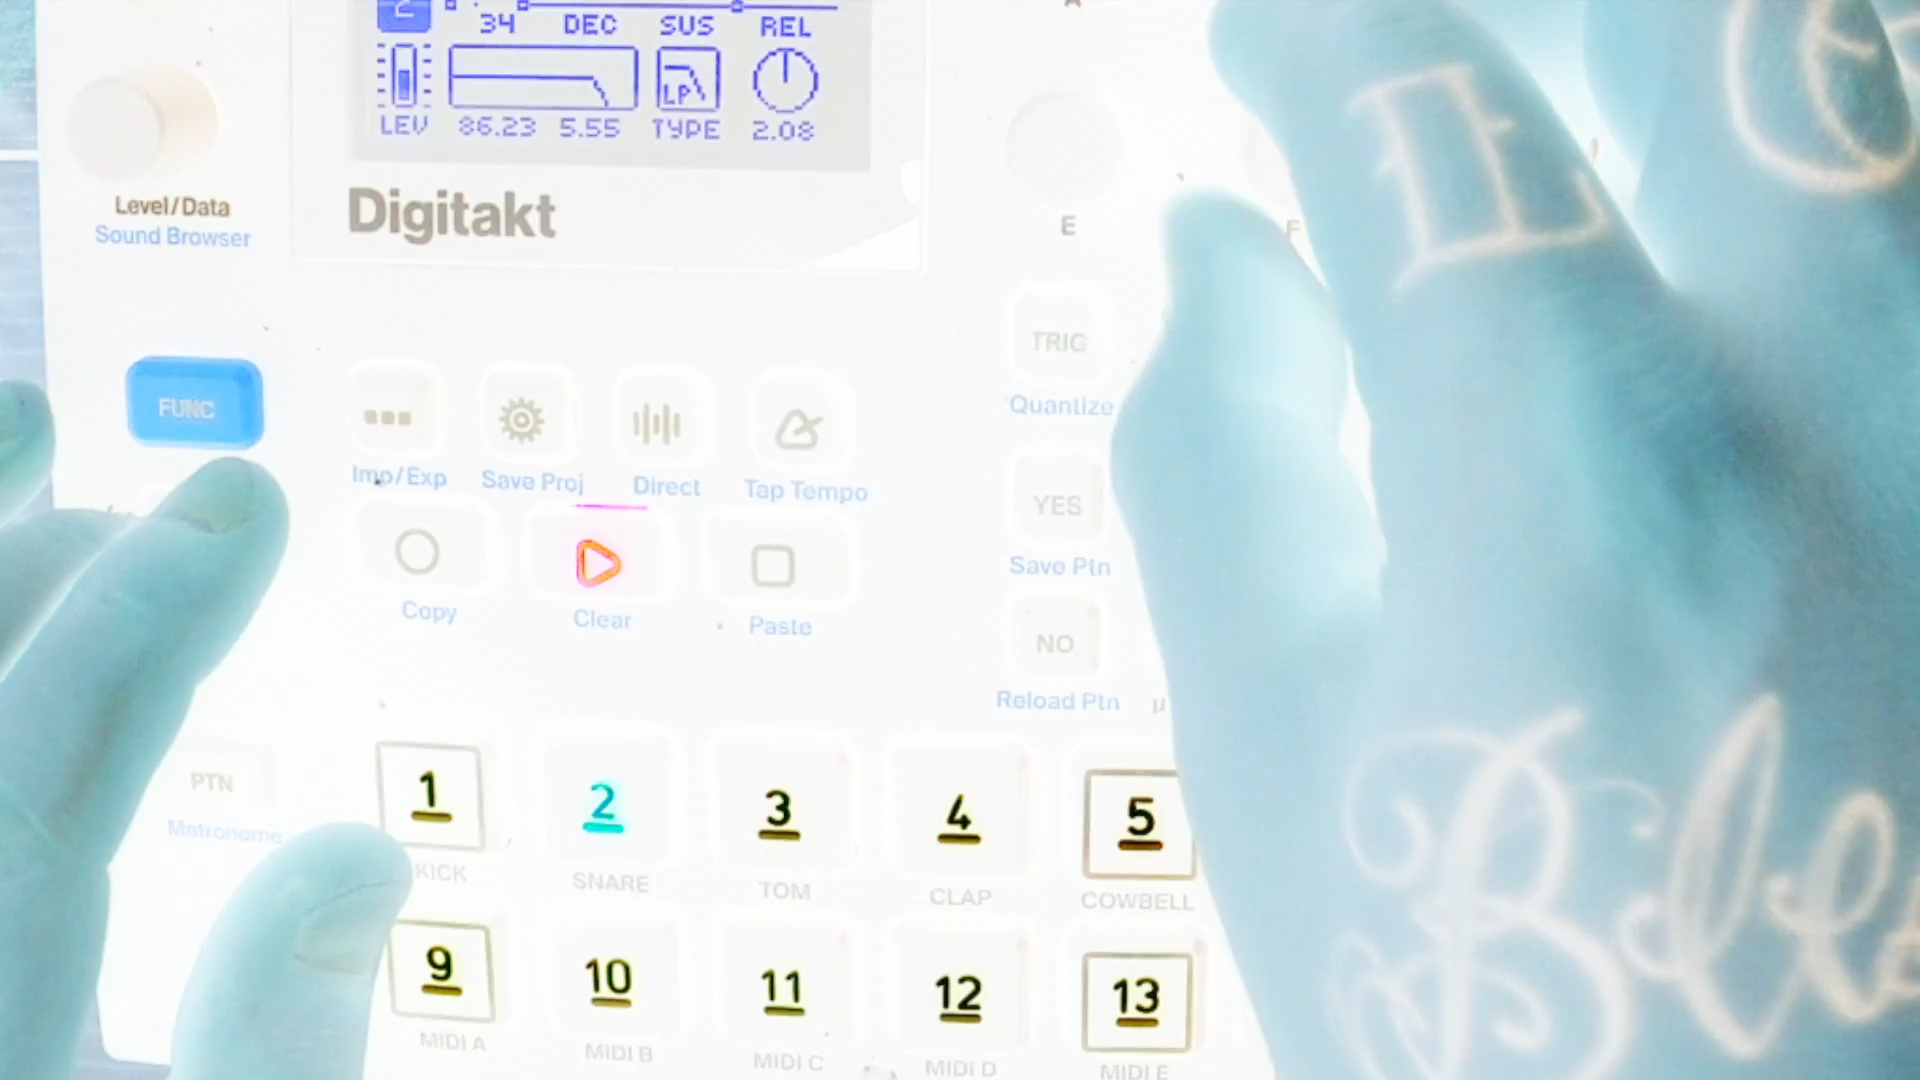 2
34 DEC SUS REL
LP
LEV 86.23 5.55 TYPE 2.08
Digitakt
Level/Data
Sound Browser
E
F
FUNC
TRIG
Quantize
Imp/Exp Save Proj Direct Tap Tempo
YES
Save Ptn
Copy Clear Paste
NO
Reload Ptn
PTN
Metronome
1 2 3 4 5
KICK SNARE TOM CLAP COWBELL
9 10 11 12 13
MIDI A MIDI B MIDI C MIDI D MIDI E